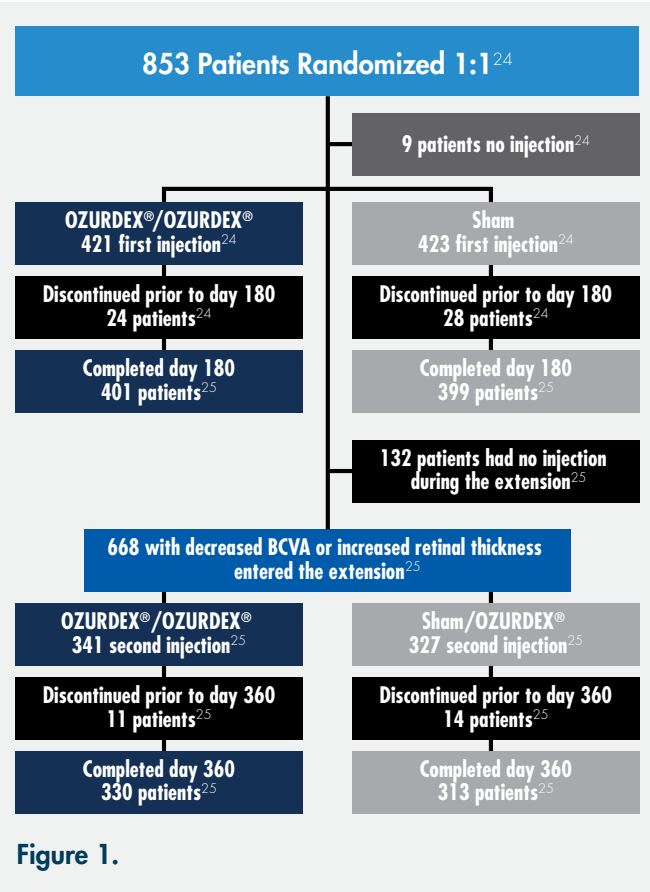 853 Patients Randomized 1:1²⁴
9 patients no injection²⁴
OZURDEX®/OZURDEX®
421 first injection²⁴
Sham
423 first injection²⁴
Discontinued prior to day 180
24 patients²⁴
Discontinued prior to day 180
28 patients²⁴
Completed day 180
401 patients²⁵
Completed day 180
399 patients²⁵
132 patients had no injection
during the extension²⁵
668 with decreased BCVA or increased retinal thickness
entered the extension²⁵
OZURDEX®/OZURDEX®
341 second injection²⁵
Sham/OZURDEX®
327 second injection²⁵
Discontinued prior to day 360
11 patients²⁵
Discontinued prior to day 360
14 patients²⁵
Completed day 360
330 patients²⁵
Completed day 360
313 patients²⁵
Figure 1.